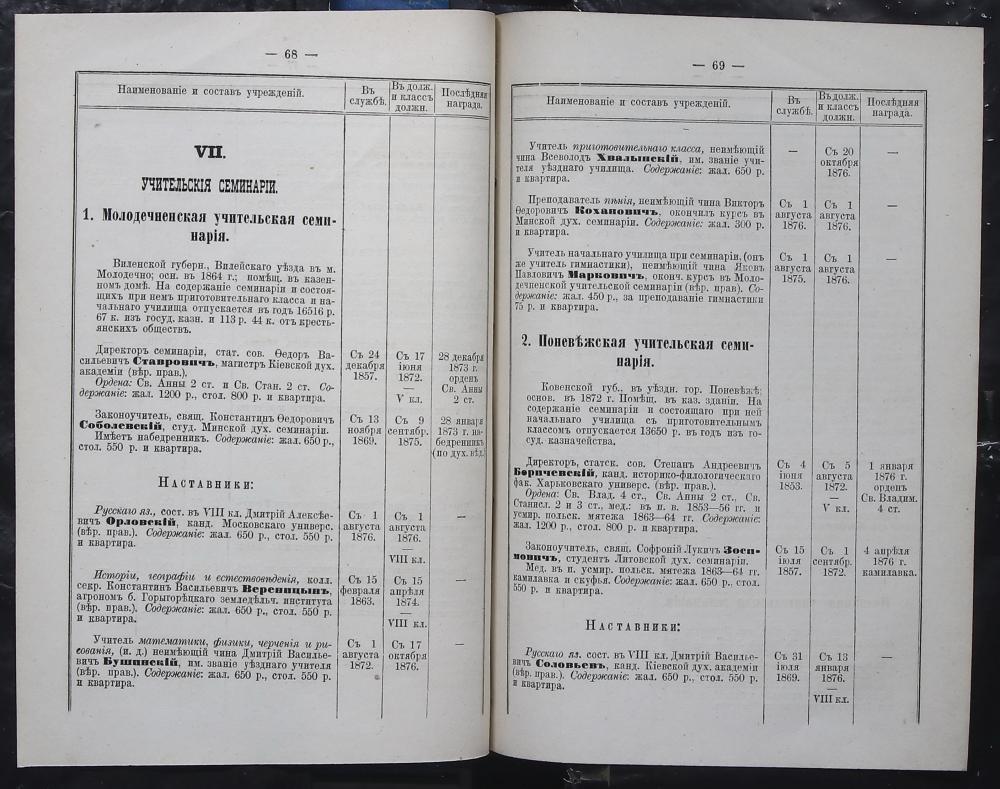 — 68 —
Наименованіе и составъ учрежденій.
Въ службѣ.
Въ долж. и классъ должн.
Послѣдняя награда.
VII.
УЧИТЕЛЬСКІЯ СЕМИНАРІИ.
1. Молодечненская учительская семи-
нарія.
Виленской губерн., Вилейскаго уѣзда въ м.
Молодечно; осн. въ 1864 г.; помѣщ. въ казен-
номъ домѣ. На содержаніе семинаріи и состоя-
щихъ при немъ приготовительнаго класса и на-
чальнаго училища отпускается въ годъ 16516 р.
67 к. изъ госуд. казн. и 113 р. 44 к. отъ кресть-
янскихъ обществъ.
Директоръ семинаріи, стат. сов. Ѳедоръ Ва-
сильевичъ Ставровичъ, магистръ Кіевской дух.
академіи (вѣр. прав.).
Ордена: Св. Анны 2 ст. и Св. Стан. 2 ст. Со-
держаніе: жал. 1200 р., стол. 800 р. и квартира.
Съ 24
декабря
1857.
Съ 17
іюня
1872.
—
V кл.
28 декабря
1873 г.
орденъ
Св. Анны
2 ст.
Законоучитель, свящ. Константинъ Ѳедоровичъ
Соболевскій, студ. Минской дух. семинаріи.
Имѣетъ набедренникъ. Содержаніе: жал. 650 р.,
стол. 550 р. и квартира.
Съ 13
ноября
1869.
Съ 9
сентябр.
1875.
28 января
1873 г. на-
бедренникъ
(по дух. вѣд.)
Наставники:
Русскаго яз., сост. въ VIII кл. Дмитрій Алексѣе-
вичъ Орловскій, канд. Московскаго универс.
(вѣр. прав.). Содержаніе: жал. 650 р., стол. 550 р.
и квартира.
Съ 1
августа
1876.
Съ 1
августа
1876.
—
VIII кл.
—
Исторіи, географіи и естествовѣденія, колл.
секр. Константинъ Васильевичъ Вереницынъ,
агрономъ б. Горыгорѣцкаго земледѣльч. института
(вѣр. прав.). Содержаніе: жал. 650 р., стол. 550 р.
и квартира.
Съ 15
февраля
1863.
Съ 15
апрѣля
1874.
—
VIII кл.
—
Учитель математики, физики, черченія и ри-
сованія, (и. д.) неимѣющій чина Дмитрій Василье-
вичъ Бушинскій, им. званіе уѣзднаго учителя
(вѣр. прав.). Содержаніе: жал. 650 р., стол. 550 р.
и квартира.
Съ 1
августа
1872.
Съ 17
октября
1876.
—
— 69 —
Наименованіе и составъ учрежденій.
Въ службѣ.
Въ долж. и классъ должн.
Послѣдняя награда.
Учитель приготовительнаго класса, неимѣющій
чина Всеволодъ Хвалынскій, им. званіе учи-
теля уѣзднаго училища. Содержаніе: жал. 650 р.
и квартира.
—
Съ 20
октября
1876.
—
Преподаватель пѣнія, неимѣющій чина Викторъ
Ѳедоровичъ Кохановичъ, окончилъ курсъ въ
Минской дух. семинаріи. Содержаніе: жал. 300 р.
и квартира.
Съ 1
августа
1876.
Съ 1
августа
1876.
—
Учитель начальнаго училища при семинаріи, (онъ
же учитель гимнастики), неимѣющій чина Яковъ
Павловичъ Марковичъ, оконч. курсъ въ Моло-
дечненской учительской семинаріи (вѣр. прав). Со-
держаніе: жал. 450 р., за преподаваніе гимнастики
75 р. и квартира.
Съ 1
августа
1875.
Съ 1
августа
1876.
—
2. Поневѣжская учительская семи-
нарія.
Ковенской губ., въ уѣздн. гор. Поневѣжѣ;
основ. въ 1872 г. Помѣщ. въ каз. зданіи. На
содержаніе семинаріи и состоящаго при ней
начальнаго училища съ приготовительнымъ
классомъ отпускается 13650 р. въ годъ изъ го-
суд. казначейства.
Директоръ, статск. сов. Степанъ Андреевичъ
Боричевскій, канд. историко-филологическаго
фак. Харьковскаго универс. (вѣр. прав.).
Ордена: Св. Влад. 4 ст., Св. Анны 2 ст., Св.
Станисл. 2 и 3 ст., мед.: въ п. в. 1853—56 гг. и
усмир. польск. мятежа 1863—64 гг. Содержаніе:
жал. 1200 р., стол. 800 р. и квартира.
Съ 4
іюня
1853.
Съ 5
августа
1872.
—
V кл.
1 января
1876 г.
орденъ
Св. Владим.
4 ст.
Законоучитель, свящ. Софроній Лукичъ Зоси-
мовичъ, студентъ Литовской дух. семинаріи.
Мед. въ п. усмир. польск. мятежа 1863—64 гг.
камилавка и скуфья. Содержаніе: жал. 650 р., стол.
550 р. и квартира.
Съ 15
іюля
1857.
Съ 1
сентябр.
1872.
4 апрѣля
1876 г.
камилавка.
Наставники:
Русскаго яз. сост. въ VIII кл. Дмитрій Василье-
вичъ Соловьевъ, канд. Кіевской дух. академіи
(вѣр. прав.). Содержаніе: жал. 650 р., стол. 550 р.
и квартира.
Съ 31
іюля
1869.
Съ 13
января
1876.
—
VIII кл.
—